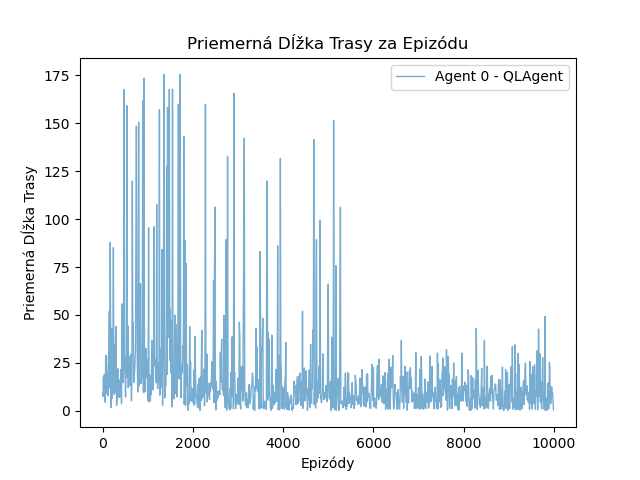 Priemerná Dĺžka Trasy za Epizódu
Agent 0 - QLAgent
Priemerná Dĺžka Trasy
175
150
125
100
75
50
25
0
0 2000 4000 6000 8000 10000
Epizódy